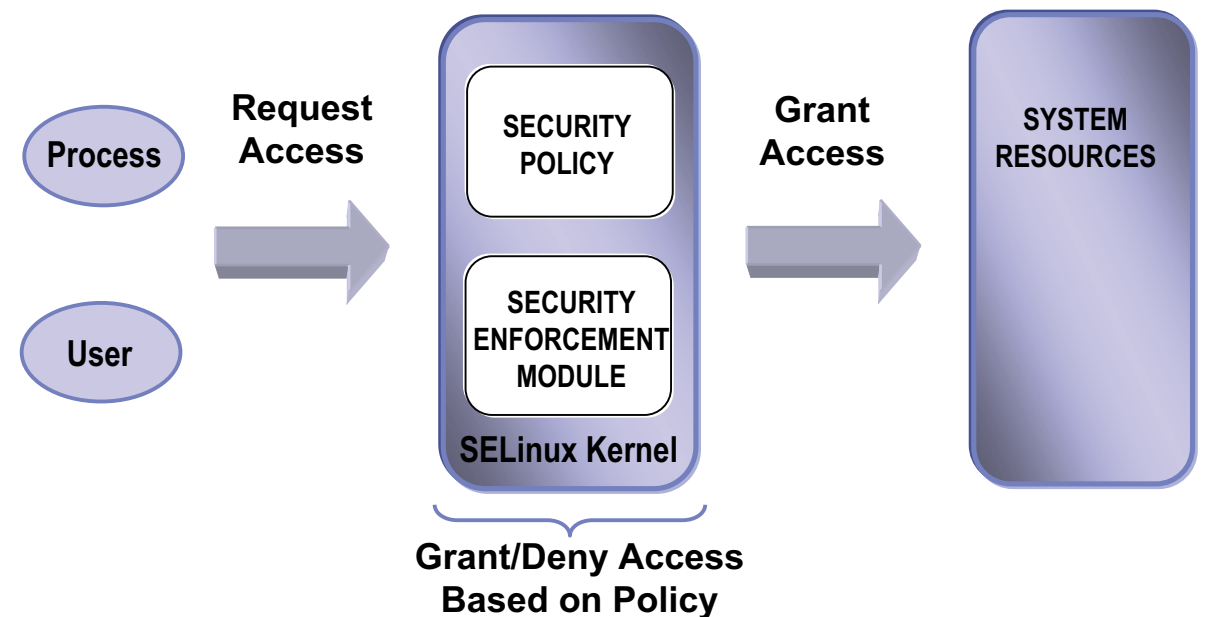 Process
User
Request
Access
SECURITY
POLICY
SECURITY
ENFORCEMENT
MODULE
SELinux Kernel
Grant/Deny Access
Based on Policy
Grant
Access
SYSTEM
RESOURCES